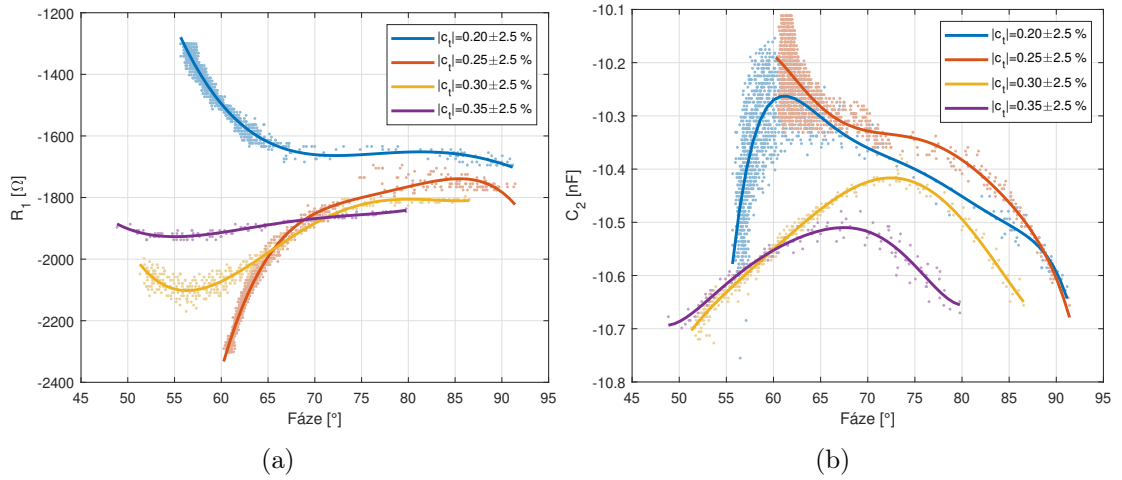 -1200
-1400
-1600
-1800
-2000
-2200
-2400
R₁ [Ω]
45 50 55 60 65 70 75 80 85 90 95
Fáze [°]
|cₜ|=0.20±2.5 %
|cₜ|=0.25±2.5 %
|cₜ|=0.30±2.5 %
|cₜ|=0.35±2.5 %
(a)
-10.1
-10.2
-10.3
-10.4
-10.5
-10.6
-10.7
-10.8
C₂ [nF]
45 50 55 60 65 70 75 80 85 90 95
Fáze [°]
|cₜ|=0.20±2.5 %
|cₜ|=0.25±2.5 %
|cₜ|=0.30±2.5 %
|cₜ|=0.35±2.5 %
(b)